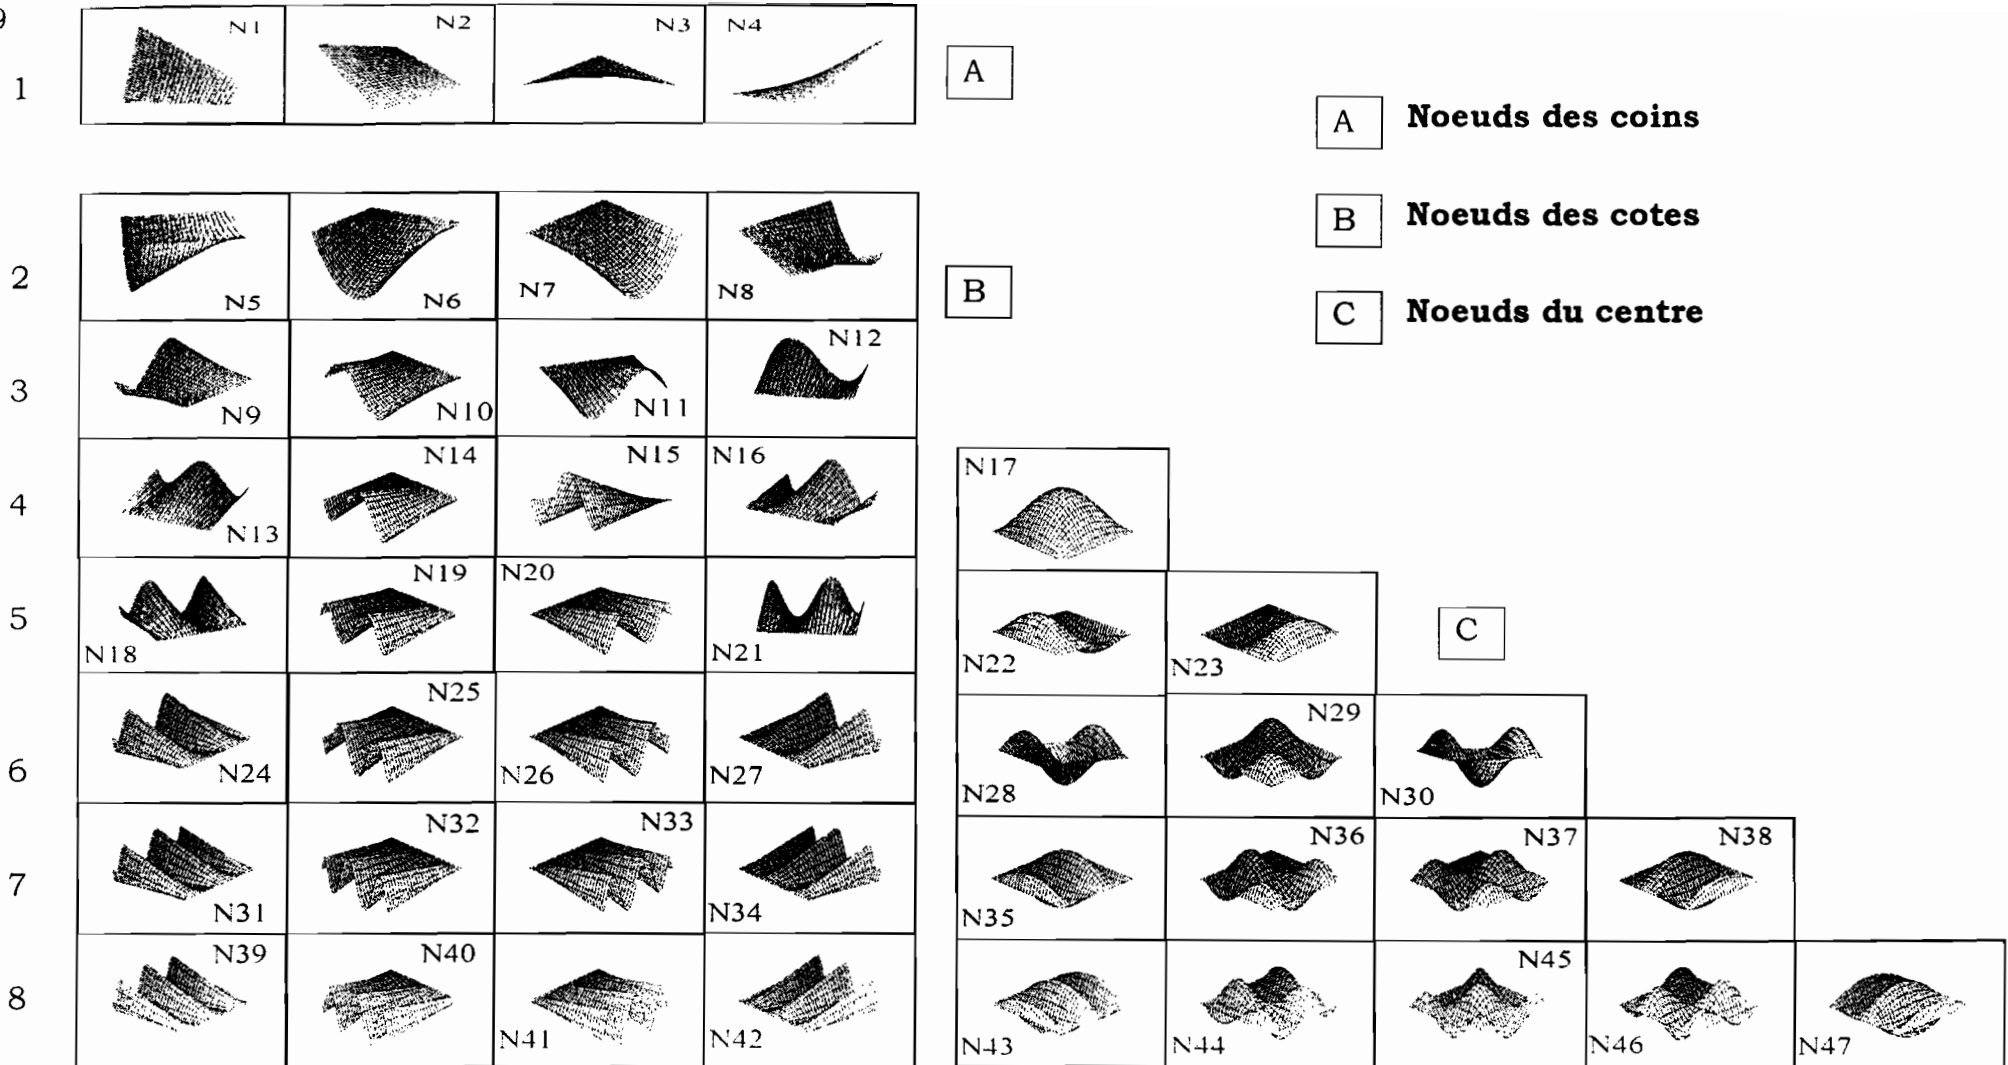 9
N1 N2 N3 N4
1
A
A Noeuds des coins
B Noeuds des cotes
C Noeuds du centre
2
N5 N6 N7 N8
B
3
N9 N10 N11 N12
4
N13 N14 N15 N16 N17
5
N18 N19 N20 N21 N22 N23
C
6
N24 N25 N26 N27 N28 N29 N30
7
N31 N32 N33 N34 N35 N36 N37 N38
8
N39 N40 N41 N42 N43 N44 N45 N46 N47